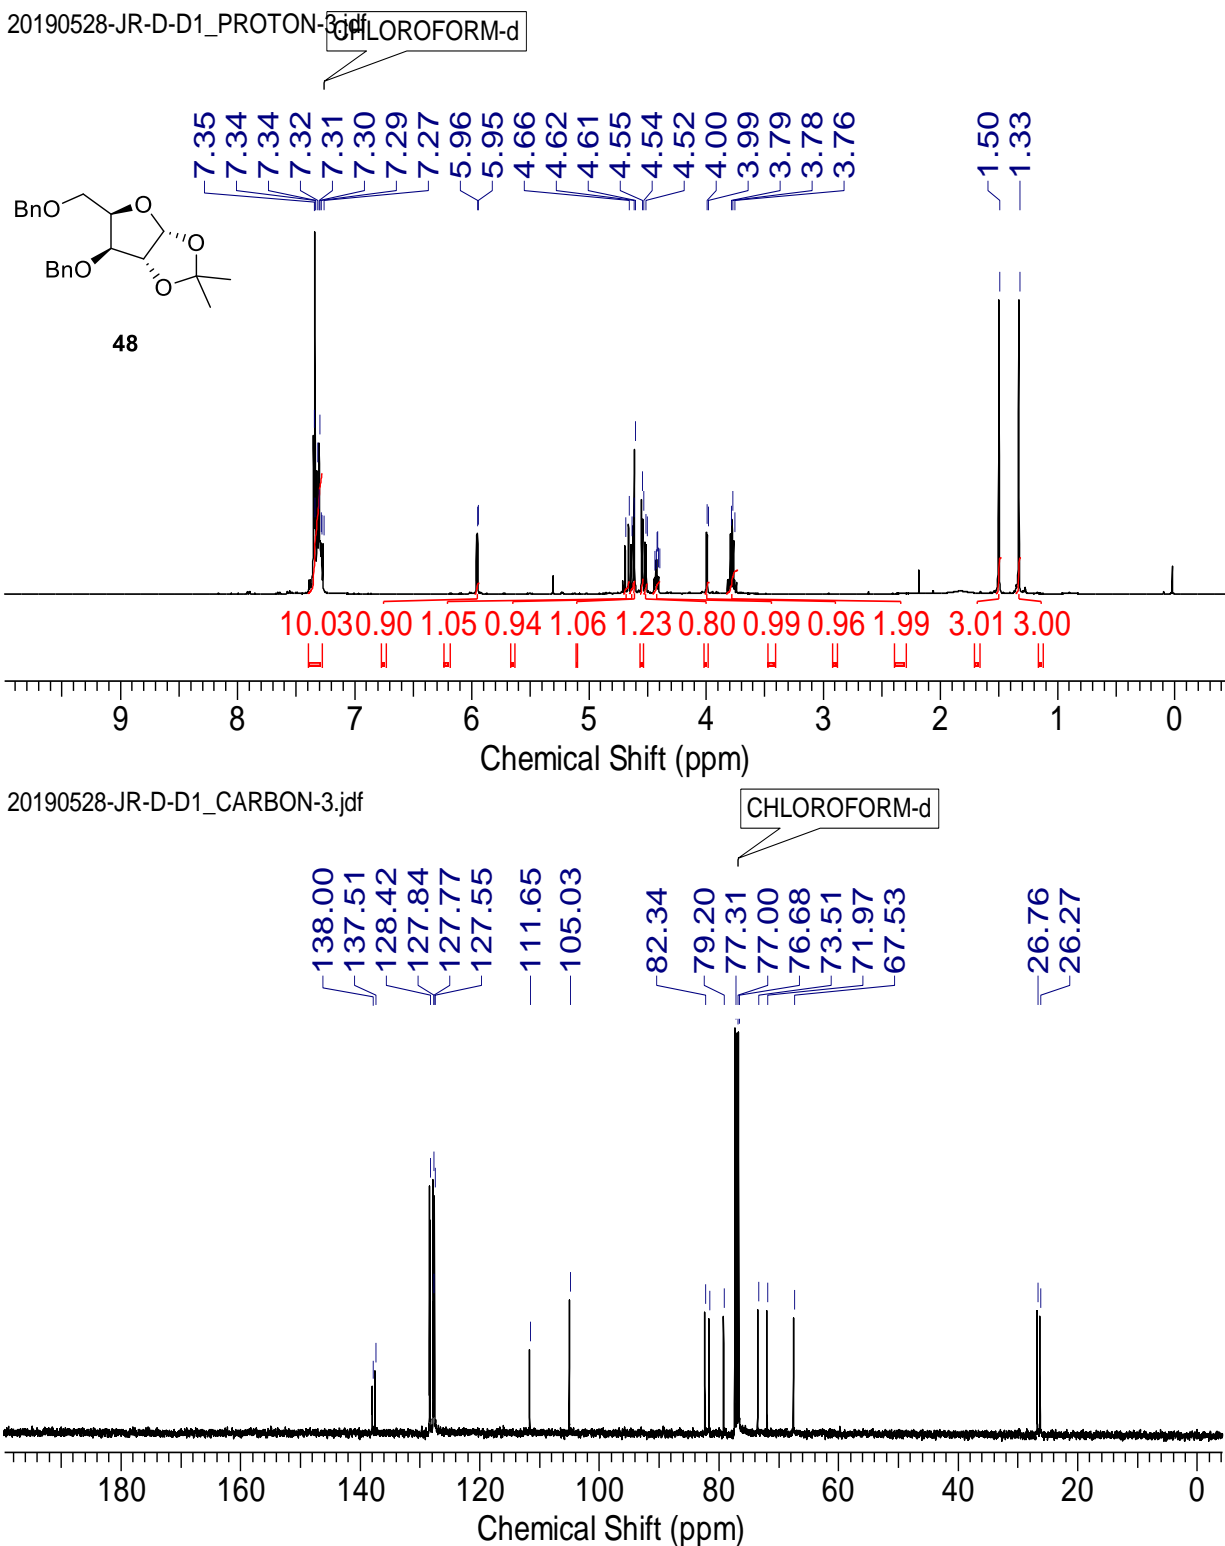 20190528-JR-D-D1_PROTON-3.jdf
CHLOROFORM-d
7.35 7.34 7.34 7.32 7.31 7.30 7.29 7.27 5.96 5.95 4.66 4.62 4.61 4.55 4.54 4.52 4.00 3.99 3.79 3.78 3.76 1.50 1.33
BnO O O
BnO O
48
10.03 0.90 1.05 0.94 1.06 1.23 0.80 0.99 0.96 1.99 3.01 3.00
9 8 7 6 5 4 3 2 1 0
Chemical Shift (ppm)
20190528-JR-D-D1_CARBON-3.jdf
CHLOROFORM-d
138.00 137.51 128.42 127.84 127.77 127.55 111.65 105.03 82.34 79.20 77.31 77.00 76.68 73.51 71.97 67.53 26.76 26.27
180 160 140 120 100 80 60 40 20 0
Chemical Shift (ppm)